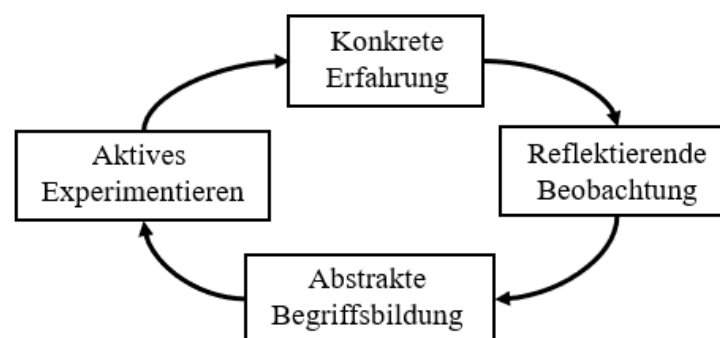 Konkrete
Erfahrung
Reflektierende
Beobachtung
Abstrakte
Begriffsbildung
Aktives
Experimentieren